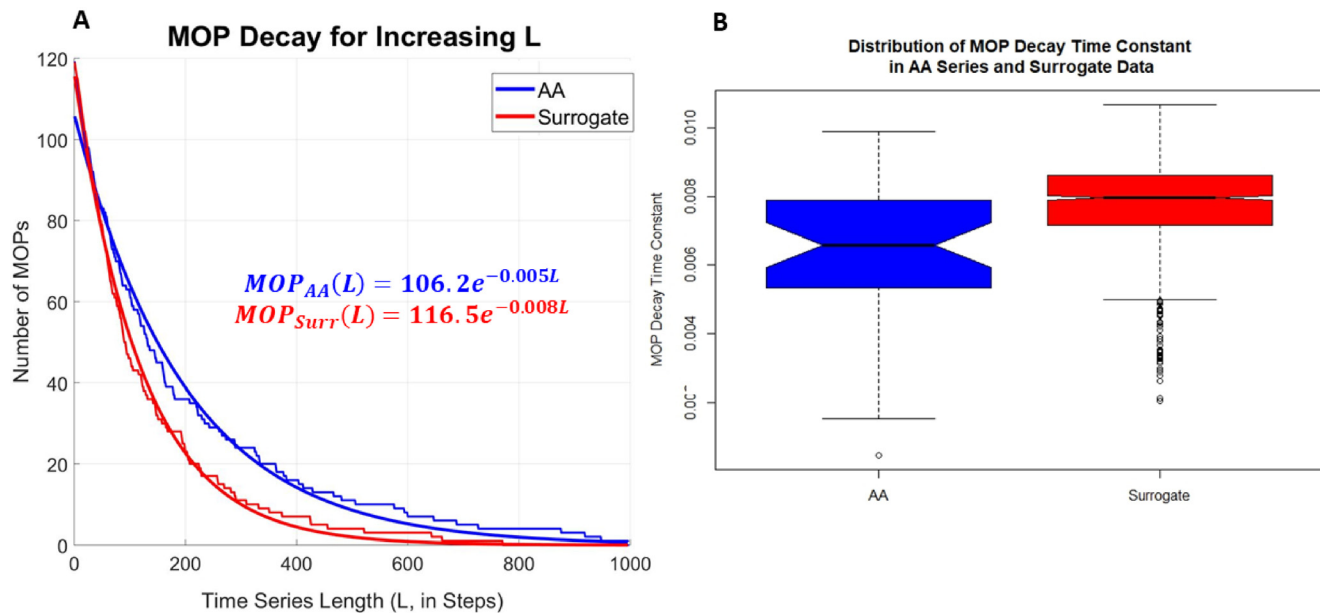 A
MOP Decay for Increasing L
120
100
80
60
40
20
0
Number of MOPs
AA
Surrogate
MOP_AA(L) = 106.2e^{-0.005L}
MOP_Surr(L) = 116.5e^{-0.008L}
0 200 400 600 800 1000
Time Series Length (L, in Steps)
B
Distribution of MOP Decay Time Constant
in AA Series and Surrogate Data
MOP Decay Time Constant
0.010
0.008
0.006
0.004
AA Surrogate